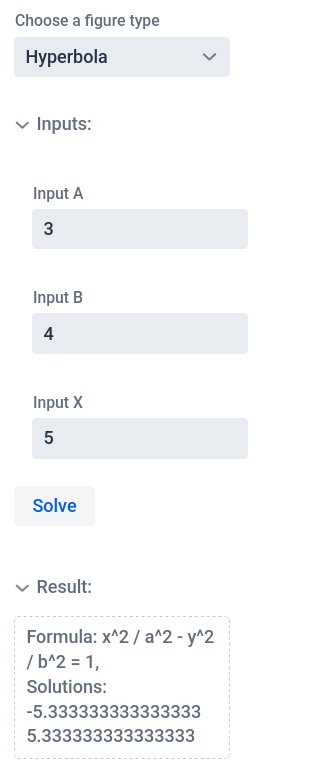 Choose a figure type
Hyperbola
Inputs:
Input A
3
Input B
4
Input X
5
Solve
Result:
Formula: x^2 / a^2 - y^2
/ b^2 = 1,
Solutions:
-5.333333333333333
5.333333333333333